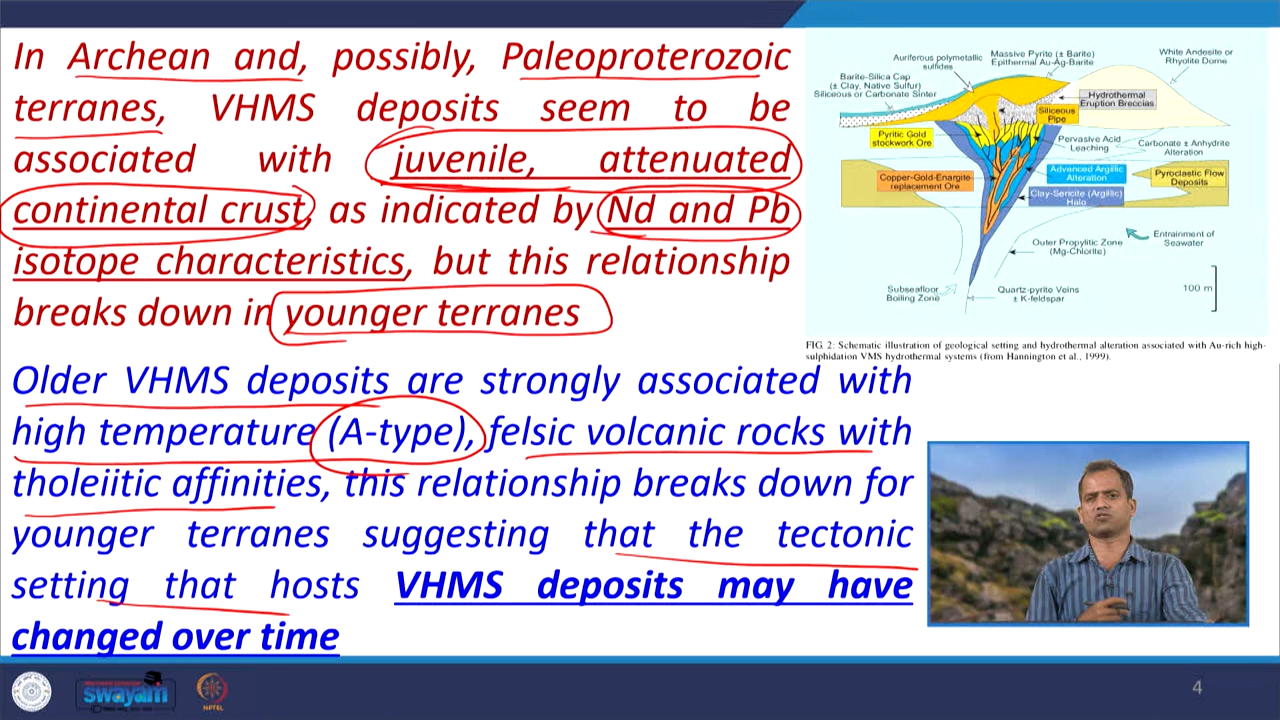 In Archean and, possibly, Paleoproterozoic
terranes, VHMS deposits seem to be
associated with juvenile, attenuated
continental crust, as indicated by Nd and Pb
isotope characteristics, but this relationship
breaks down in younger terranes
Auriferous polymetallic
sulfides
Massive Pyrite (± Barite)
Epithermal Au-Ag-Barite
White Andesite or
Rhyolite Dome
Barite-Silica Cap
(± Clay, Native Sulfur)
Siliceous or Carbonate Sinter
Hydrothermal
Eruption Breccias
Siliceous
Pipe
Pyritic Gold
stockwork Ore
Pervasive Acid
Leaching
Carbonate ± Anhydrite
Alteration
Copper-Gold-Enargite
replacement Ore
Advanced Argillic
Alteration
Pyroclastic Flow
Deposits
Clay-Sericite (Argillic)
Halo
Outer Propylitic Zone
(Mg-Chlorite)
Entrainment of
Seawater
Subseafloor
Boiling Zone
Quartz-pyrite Veins
± K-feldspar
100 m
FIG. 2: Schematic illustration of geological setting and hydrothermal alteration associated with Au-rich high-
sulphidation VMS hydrothermal systems (from Hannington et al., 1999).
Older VHMS deposits are strongly associated with
high temperature (A-type), felsic volcanic rocks with
tholeiitic affinities, this relationship breaks down for
younger terranes suggesting that the tectonic
setting that hosts VHMS deposits may have
changed over time
swayam
NPTEL
4